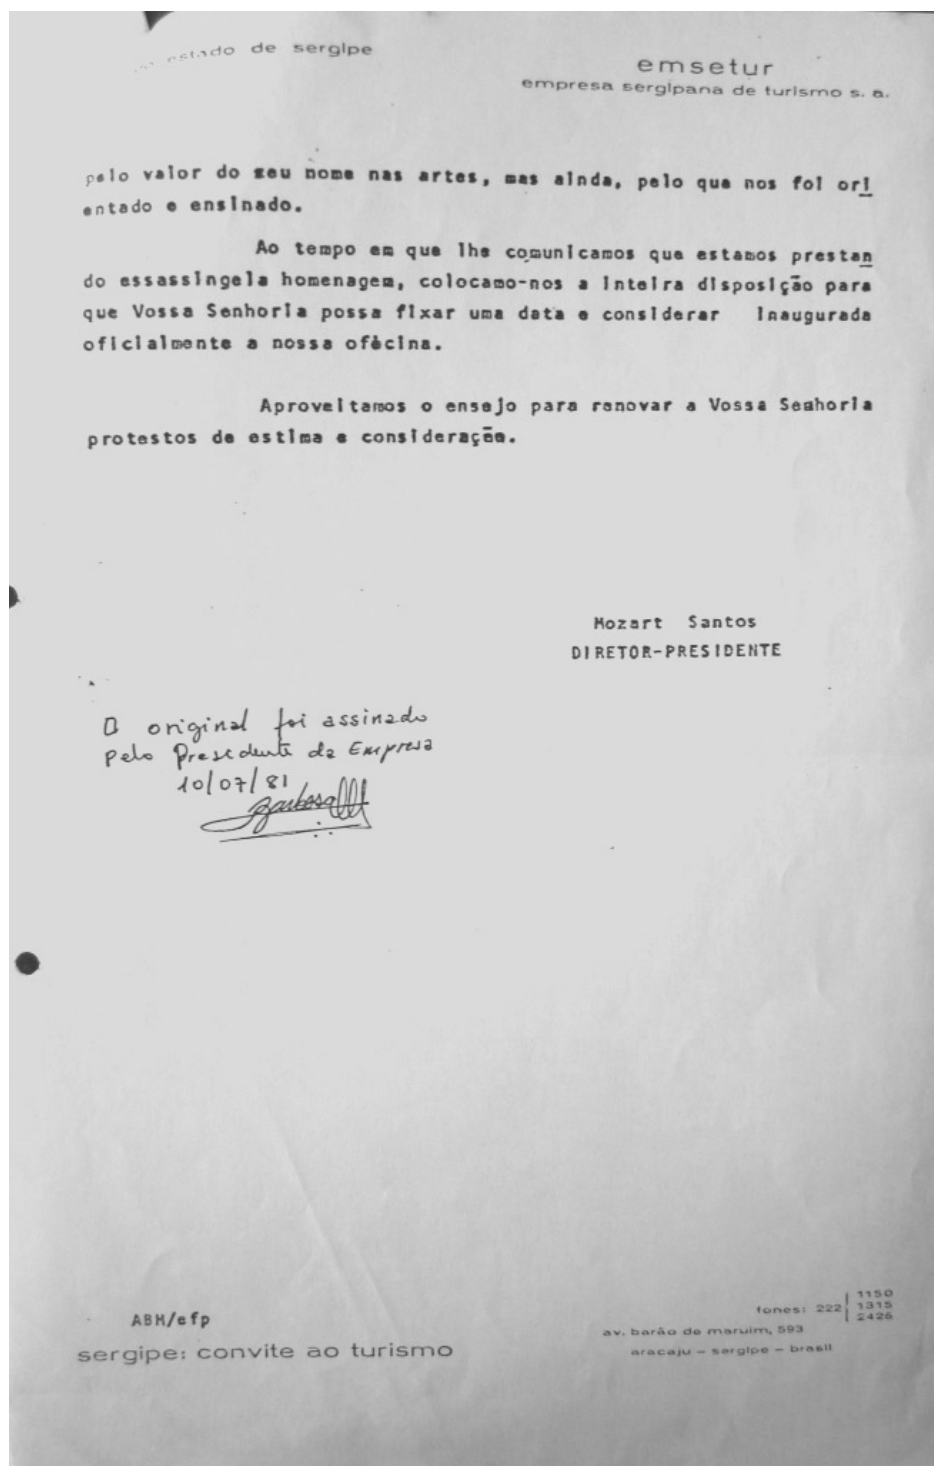 estado de sergipe
emsetur
empresa sergipana de turismo s. a.
pelo valor do seu nome nas artes, mas ainda, pelo que nos foi ori
entado e ensinado.
Ao tempo em que lhe comunicamos que estamos prestan
do essassingela homenagem, colocamo-nos a inteira disposição para
que Vossa Senhoria possa fixar uma data e considerar inaugurada
oficialmente a nossa ofècina.
Aproveitamos o ensejo para renovar a Vossa Senhoria
protestos de estima e consideração.
Mozart Santos
DIRETOR-PRESIDENTE
O original foi assinado
pelo Presidente da Empresa
10/07/81
Barbosa
ABM/efp
sergipe: convite ao turismo
fones: 222 1150
1315
2426
av. barão de maruim, 593
aracaju – sergipe – brasil